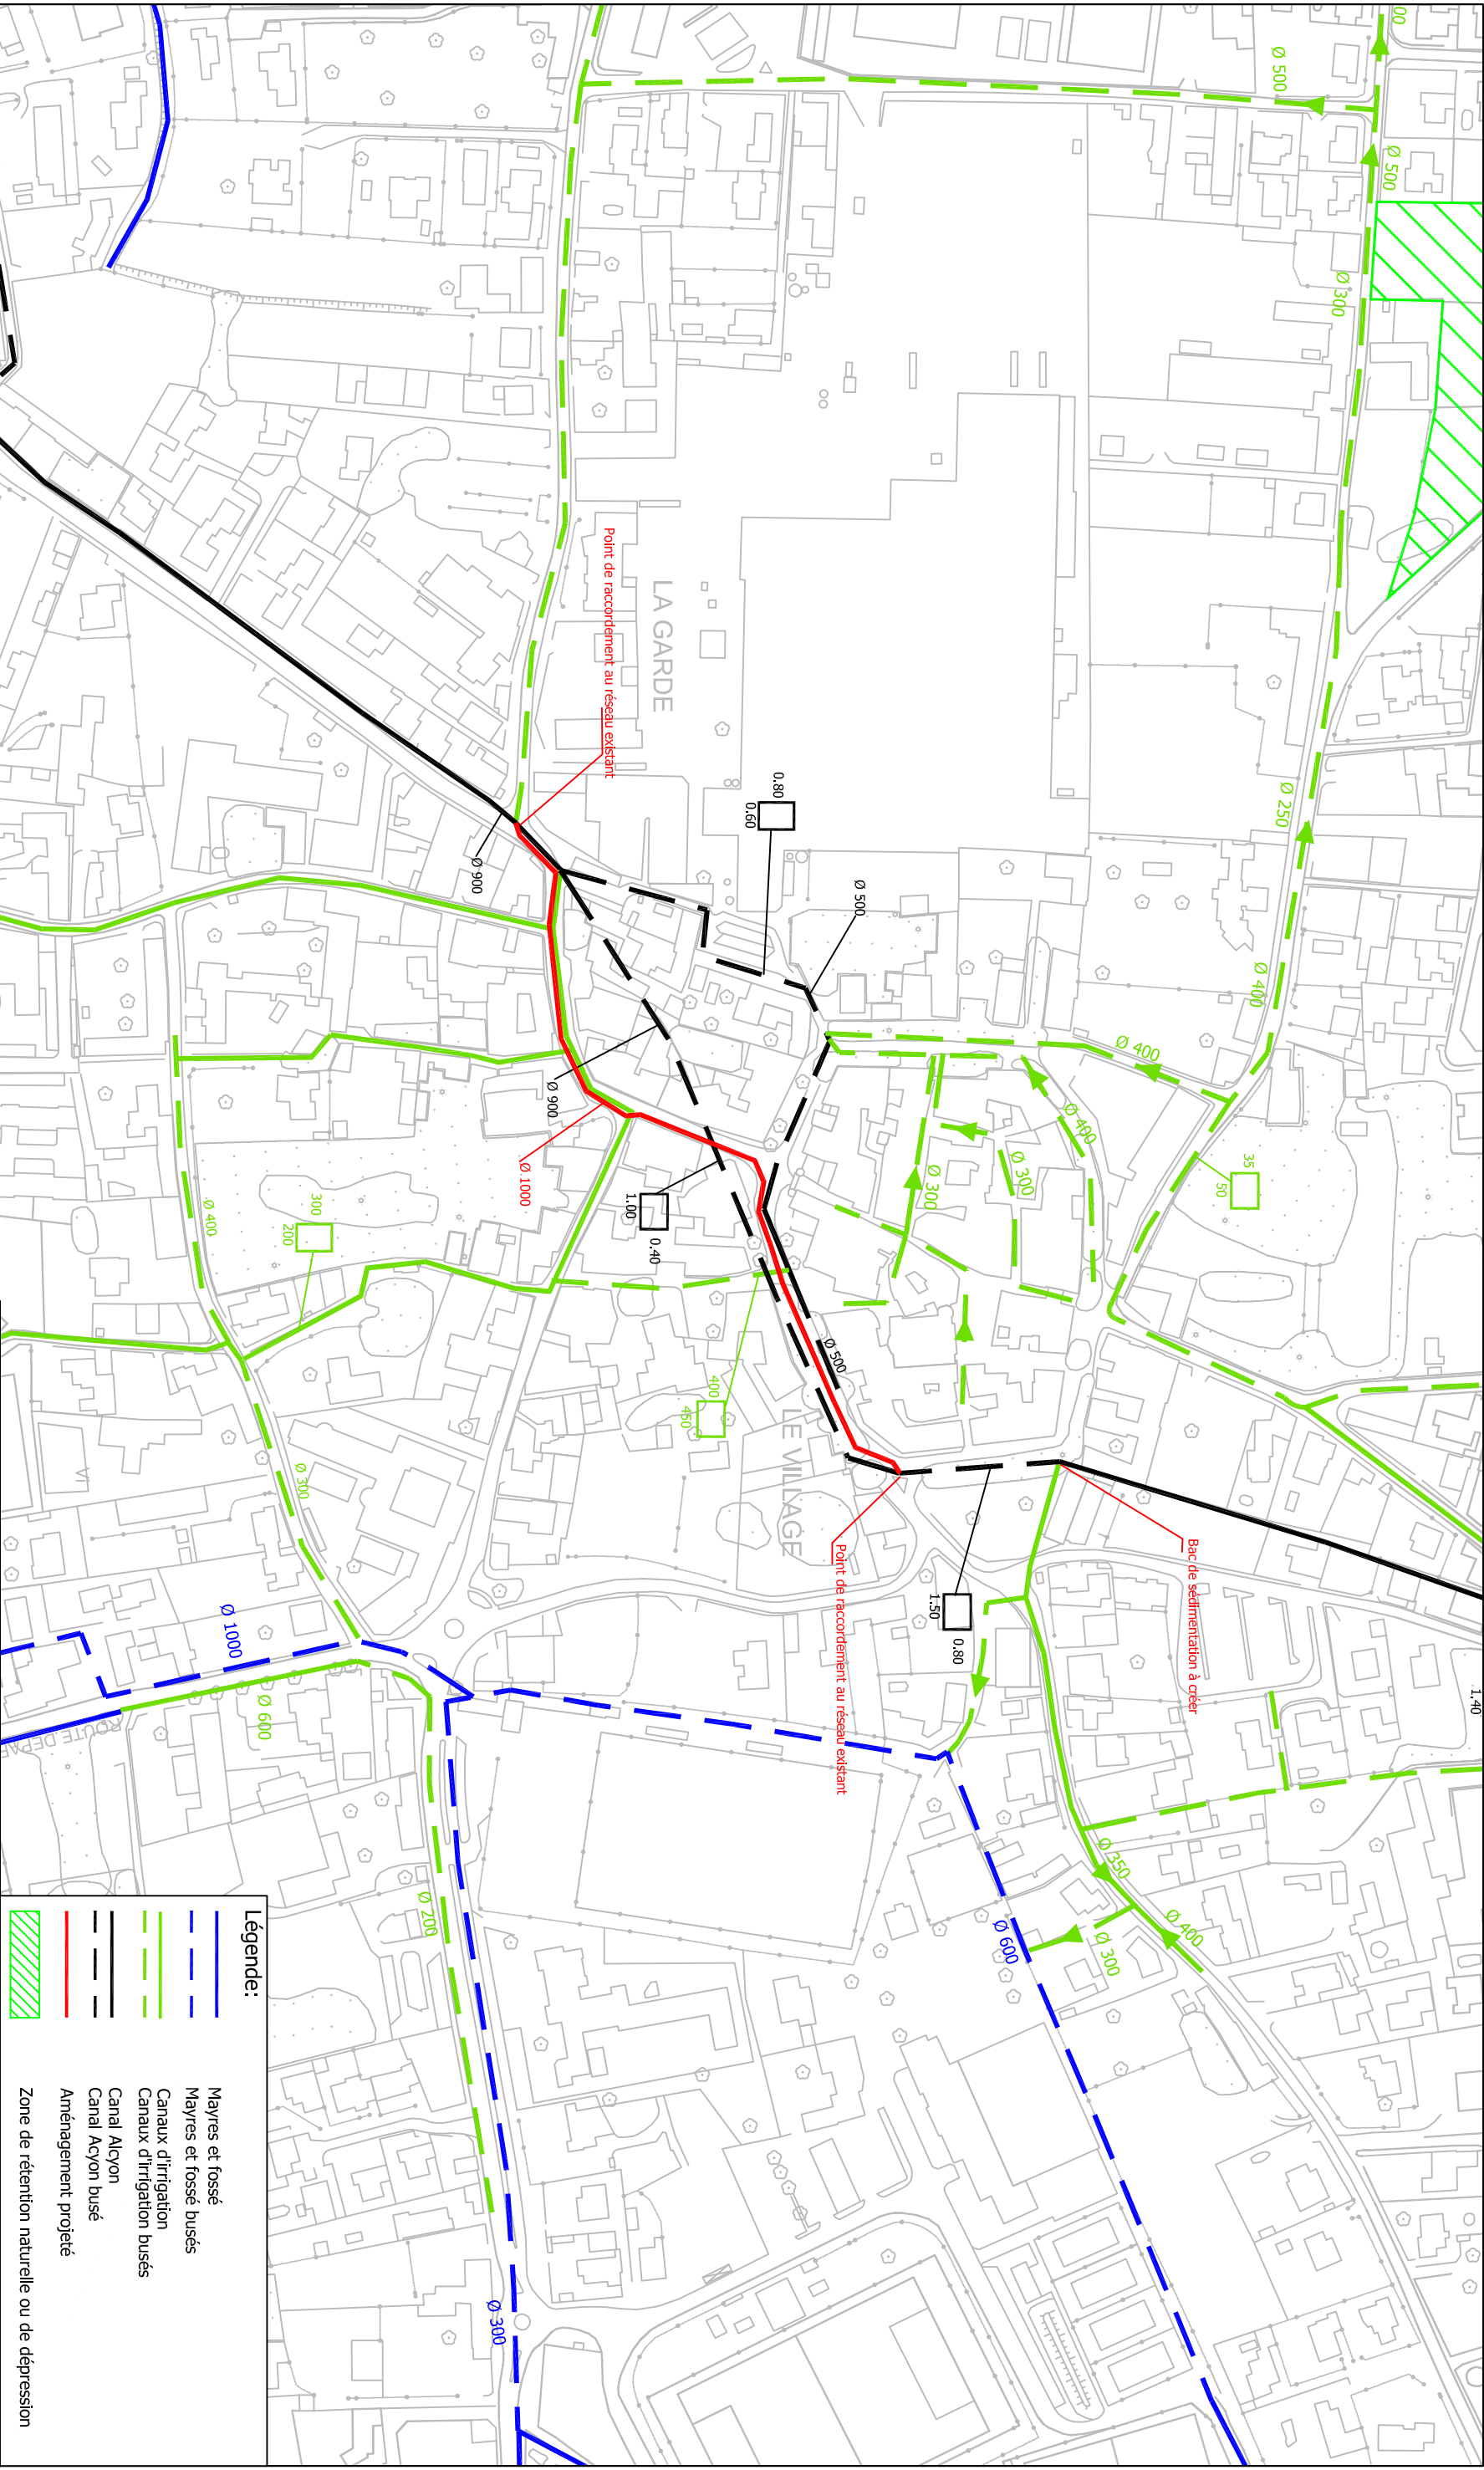 00
Ø 500
Ø 500
Ø 300
Ø 250
Ø 400
Ø 400
Ø 400
Ø 300
Ø 300
35
50
Point de raccordement au réseau existant
LA GARDE
0.80
0.60
Ø 500
Ø 900
Ø 900
Ø 1000
1.00
0.40
300
200
Ø 400
Ø 500
400
450
LE VILLAGE
Ø 300
Point de raccordement au réseau existant
Bac de sédimentation à créer
1.50
0.80
1.40
Ø 1000
Ø 600
Ø 350
Ø 400
Ø 300
Ø 600
Ø 200
Ø 300
Légende:
Mayres et fossé
Mayres et fossé busés
Canaux d'irrigation
Canaux d'irrigation busés
Canal Alcyon
Canal Acyon busé
Aménagement projeté
Zone de rétention naturelle ou de dépression